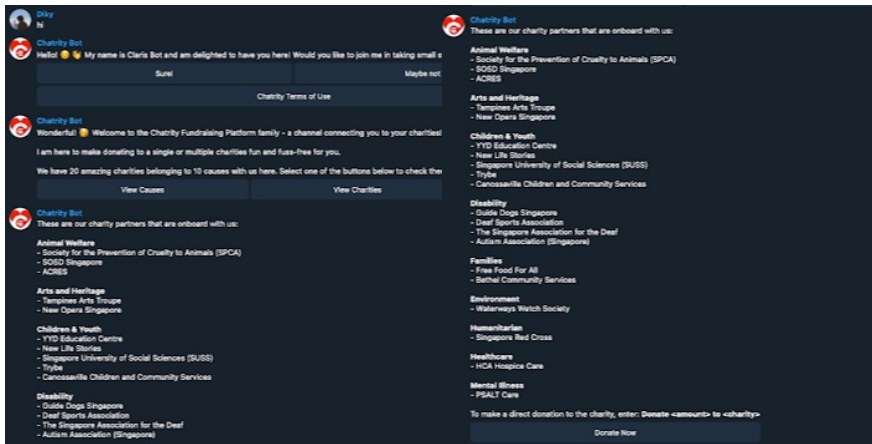 Diky
hi
Chatrity Bot
Hello! 😊 👋 My name is Claris Bot and am delighted to have you here! Would you like to join me in taking small s
Sure!
Maybe not
Chatrity Terms of Use
Chatrity Bot
Wonderful! 😊 Welcome to the Chatrity Fundraising Platform family - a channel connecting you to your charities!
I am here to make donating to a single or multiple charities fun and fuss-free for you.
We have 20 amazing charities belonging to 10 causes with us here. Select one of the buttons below to check the
View Causes
View Charities
Chatrity Bot
These are our charity partners that are onboard with us:
Animal Welfare
- Society for the Prevention of Cruelty to Animals (SPCA)
- SOSD Singapore
- ACRES
Arts and Heritage
- Tampines Arts Troupe
- New Opera Singapore
Children & Youth
- YYD Education Centre
- New Life Stories
- Singapore University of Social Sciences (SUSS)
- Trybe
- Canossaville Children and Community Services
Disability
- Guide Dogs Singapore
- Deaf Sports Association
- The Singapore Association for the Deaf
- Autism Association (Singapore)
Chatrity Bot
These are our charity partners that are onboard with us:
Animal Welfare
- Society for the Prevention of Cruelty to Animals (SPCA)
- SOSD Singapore
- ACRES
Arts and Heritage
- Tampines Arts Troupe
- New Opera Singapore
Children & Youth
- YYD Education Centre
- New Life Stories
- Singapore University of Social Sciences (SUSS)
- Trybe
- Canossaville Children and Community Services
Disability
- Guide Dogs Singapore
- Deaf Sports Association
- The Singapore Association for the Deaf
- Autism Association (Singapore)
Families
- Free Food For All
- Bethel Community Services
Environment
- Waterways Watch Society
Humanitarian
- Singapore Red Cross
Healthcare
- HCA Hospice Care
Mental Illness
- PSALT Care
To make a direct donation to the charity, enter: Donate <amount> to <charity>
Donate Now